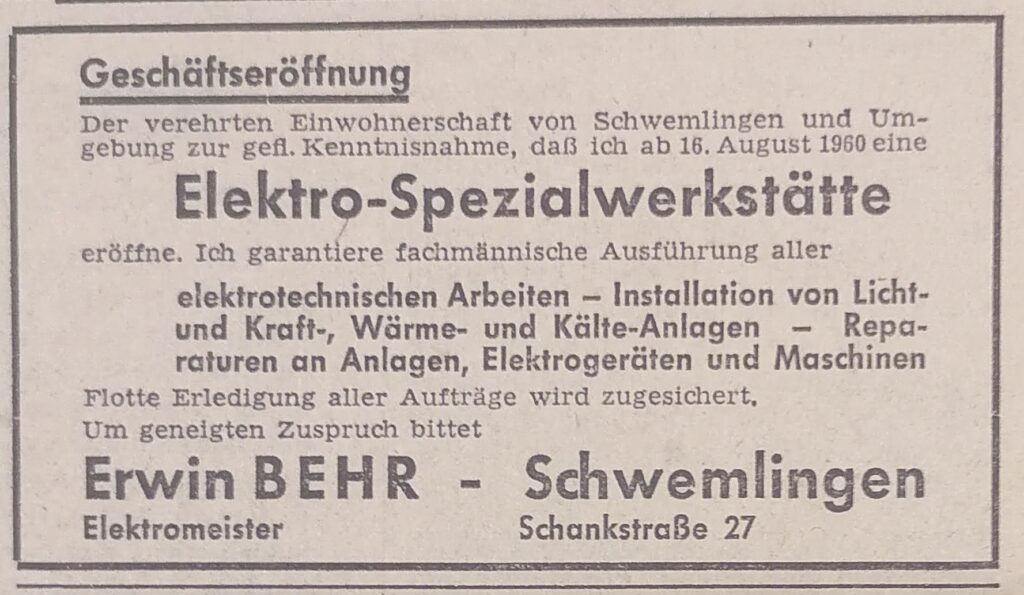 Geschäftseröffnung
Der verehrten Einwohnerschaft von Schwemlingen und Um-
gebung zur gefl. Kenntnisnahme, daß ich ab 16. August 1960 eine
Elektro-Spezialwerkstätte
eröffne. Ich garantiere fachmännische Ausführung aller
elektrotechnischen Arbeiten – Installation von Licht-
und Kraft-, Wärme- und Kälte-Anlagen – Repa-
raturen an Anlagen, Elektrogeräten und Maschinen
Flotte Erledigung aller Aufträge wird zugesichert.
Um geneigten Zuspruch bittet
Erwin BEHR - Schwemlingen
Elektromeister Schankstraße 27